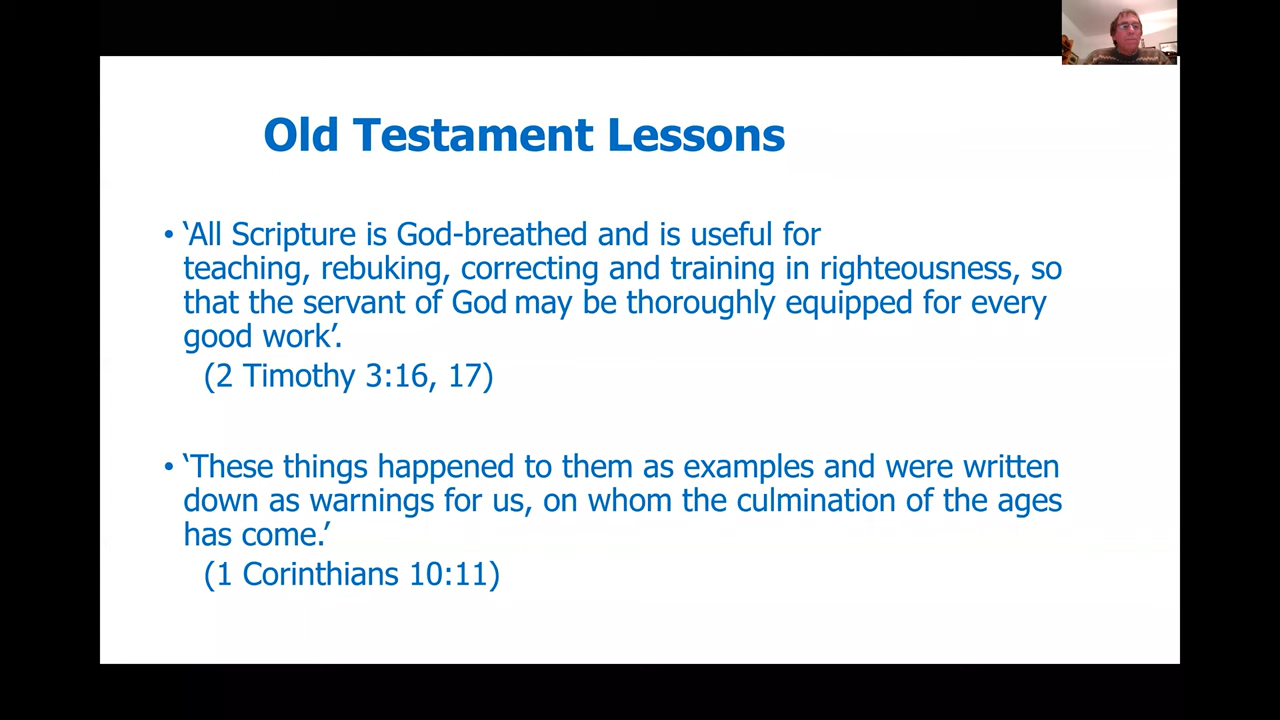 Old Testament Lessons
• ‘All Scripture is God-breathed and is useful for
teaching, rebuking, correcting and training in righteousness, so
that the servant of God may be thoroughly equipped for every
good work’.
(2 Timothy 3:16, 17)
• ‘These things happened to them as examples and were written
down as warnings for us, on whom the culmination of the ages
has come.’
(1 Corinthians 10:11)